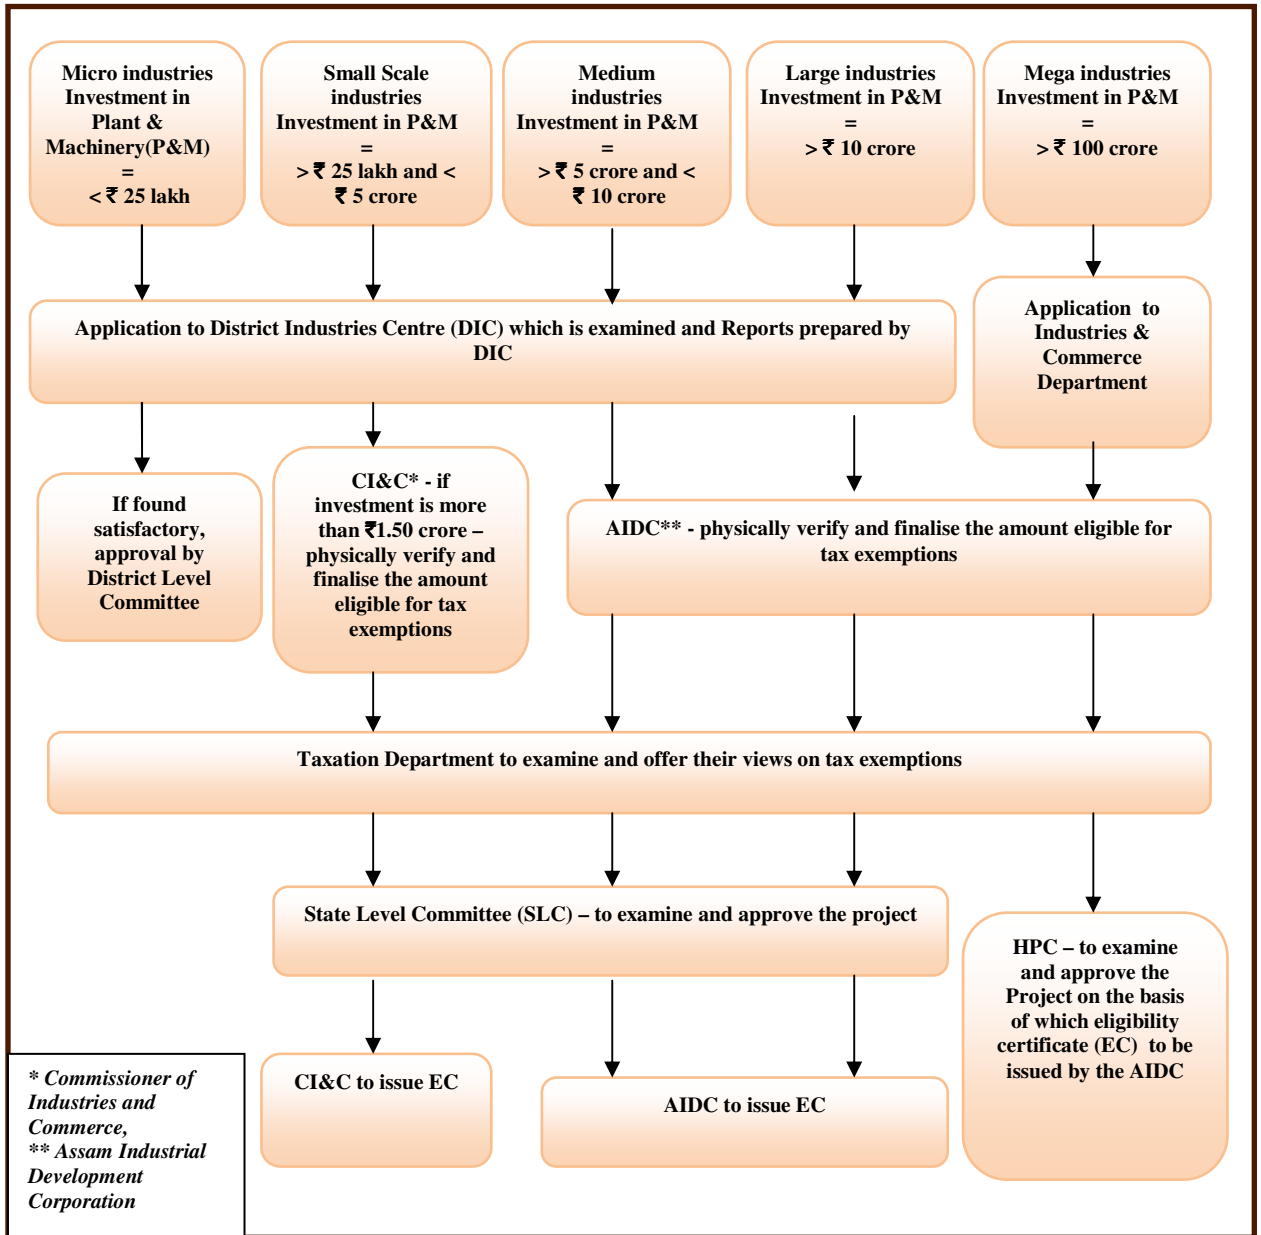 Micro industries
Investment in
Plant &
Machinery(P&M)
=
< ₹ 25 lakh
Small Scale
industries
Investment in P&M
=
> ₹ 25 lakh and <
₹ 5 crore
Medium
industries
Investment in P&M
=
> ₹ 5 crore and <
₹ 10 crore
Large industries
Investment in P&M
=
> ₹ 10 crore
Mega industries
Investment in P&M
=
> ₹ 100 crore
Application to District Industries Centre (DIC) which is examined and Reports prepared by
DIC
Application to
Industries &
Commerce
Department
If found
satisfactory,
approval by
District Level
Committee
CI&C* - if
investment is more
than ₹1.50 crore –
physically verify and
finalise the amount
eligible for tax
exemptions
AIDC** - physically verify and finalise the amount eligible for
tax exemptions
Taxation Department to examine and offer their views on tax exemptions
State Level Committee (SLC) – to examine and approve the project
HPC – to examine
and approve the
Project on the basis
of which eligibility
certificate (EC) to be
issued by the AIDC
CI&C to issue EC
AIDC to issue EC
* Commissioner of
Industries and
Commerce,
** Assam Industrial
Development
Corporation